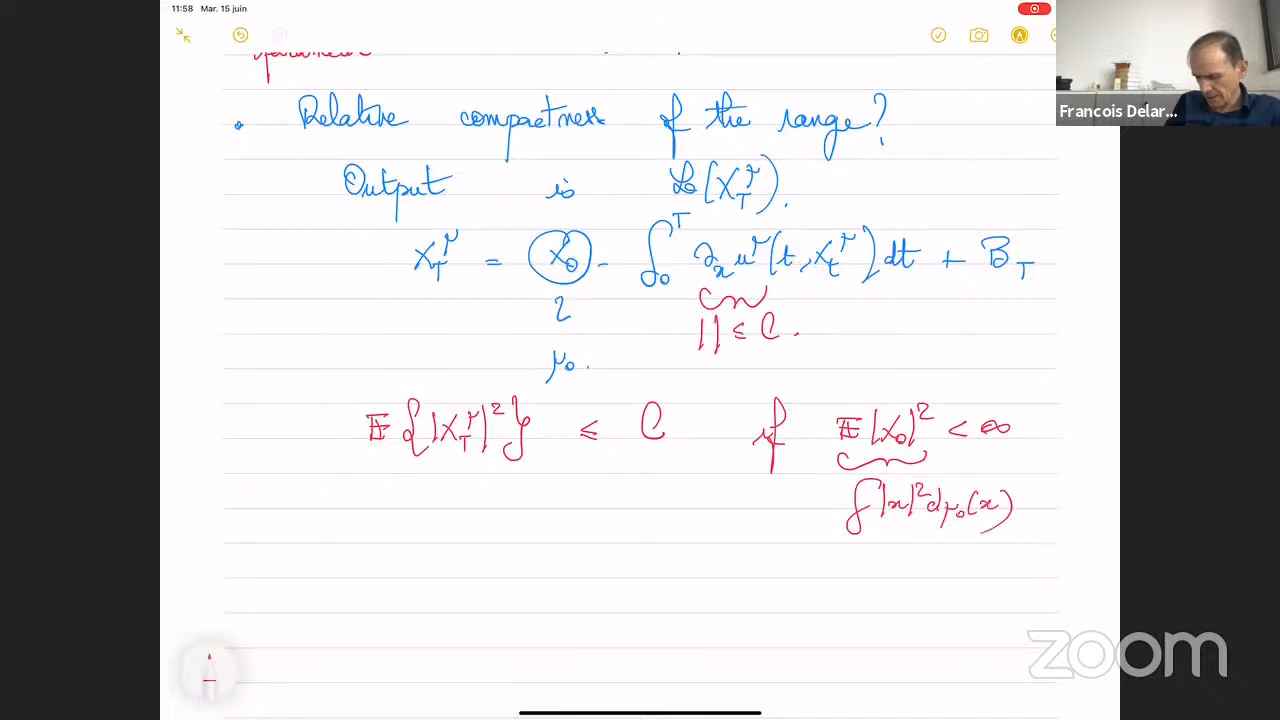 11:58 Mar. 15 juin
• Relative compactness of the range?
Output is ℒ(X_T^μ).
X_T^μ = X_0 - ∫_0^T ∂_x u^μ(t, X_t^μ) dt + B_T
| | ≤ C.
μ_0.
𝔼{|X_T^μ|^2} ≤ C if 𝔼|X_0|^2 < ∞
∫|x|^2 dμ_0(x)
Francois Delar...
zoom